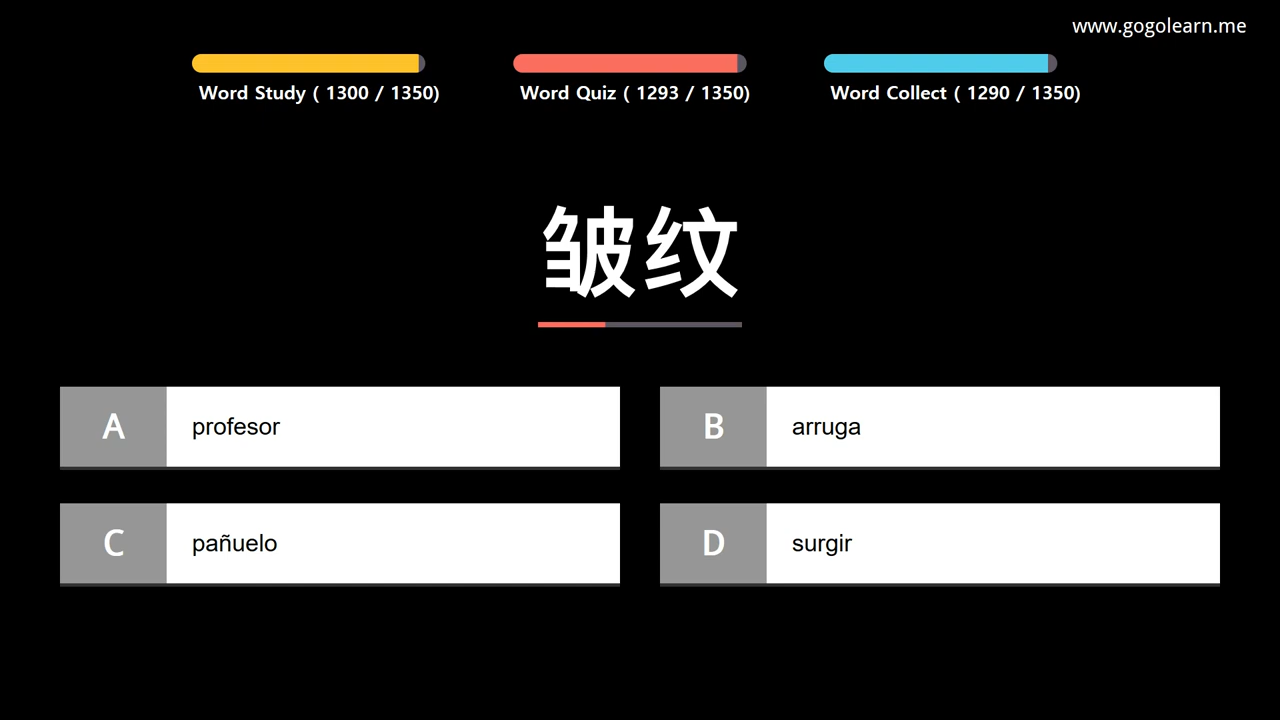 www.gogolearn.me
Word Study ( 1300 / 1350)
Word Quiz ( 1293 / 1350)
Word Collect ( 1290 / 1350)
皱纹
A profesor
B arruga
C pañuelo
D surgir